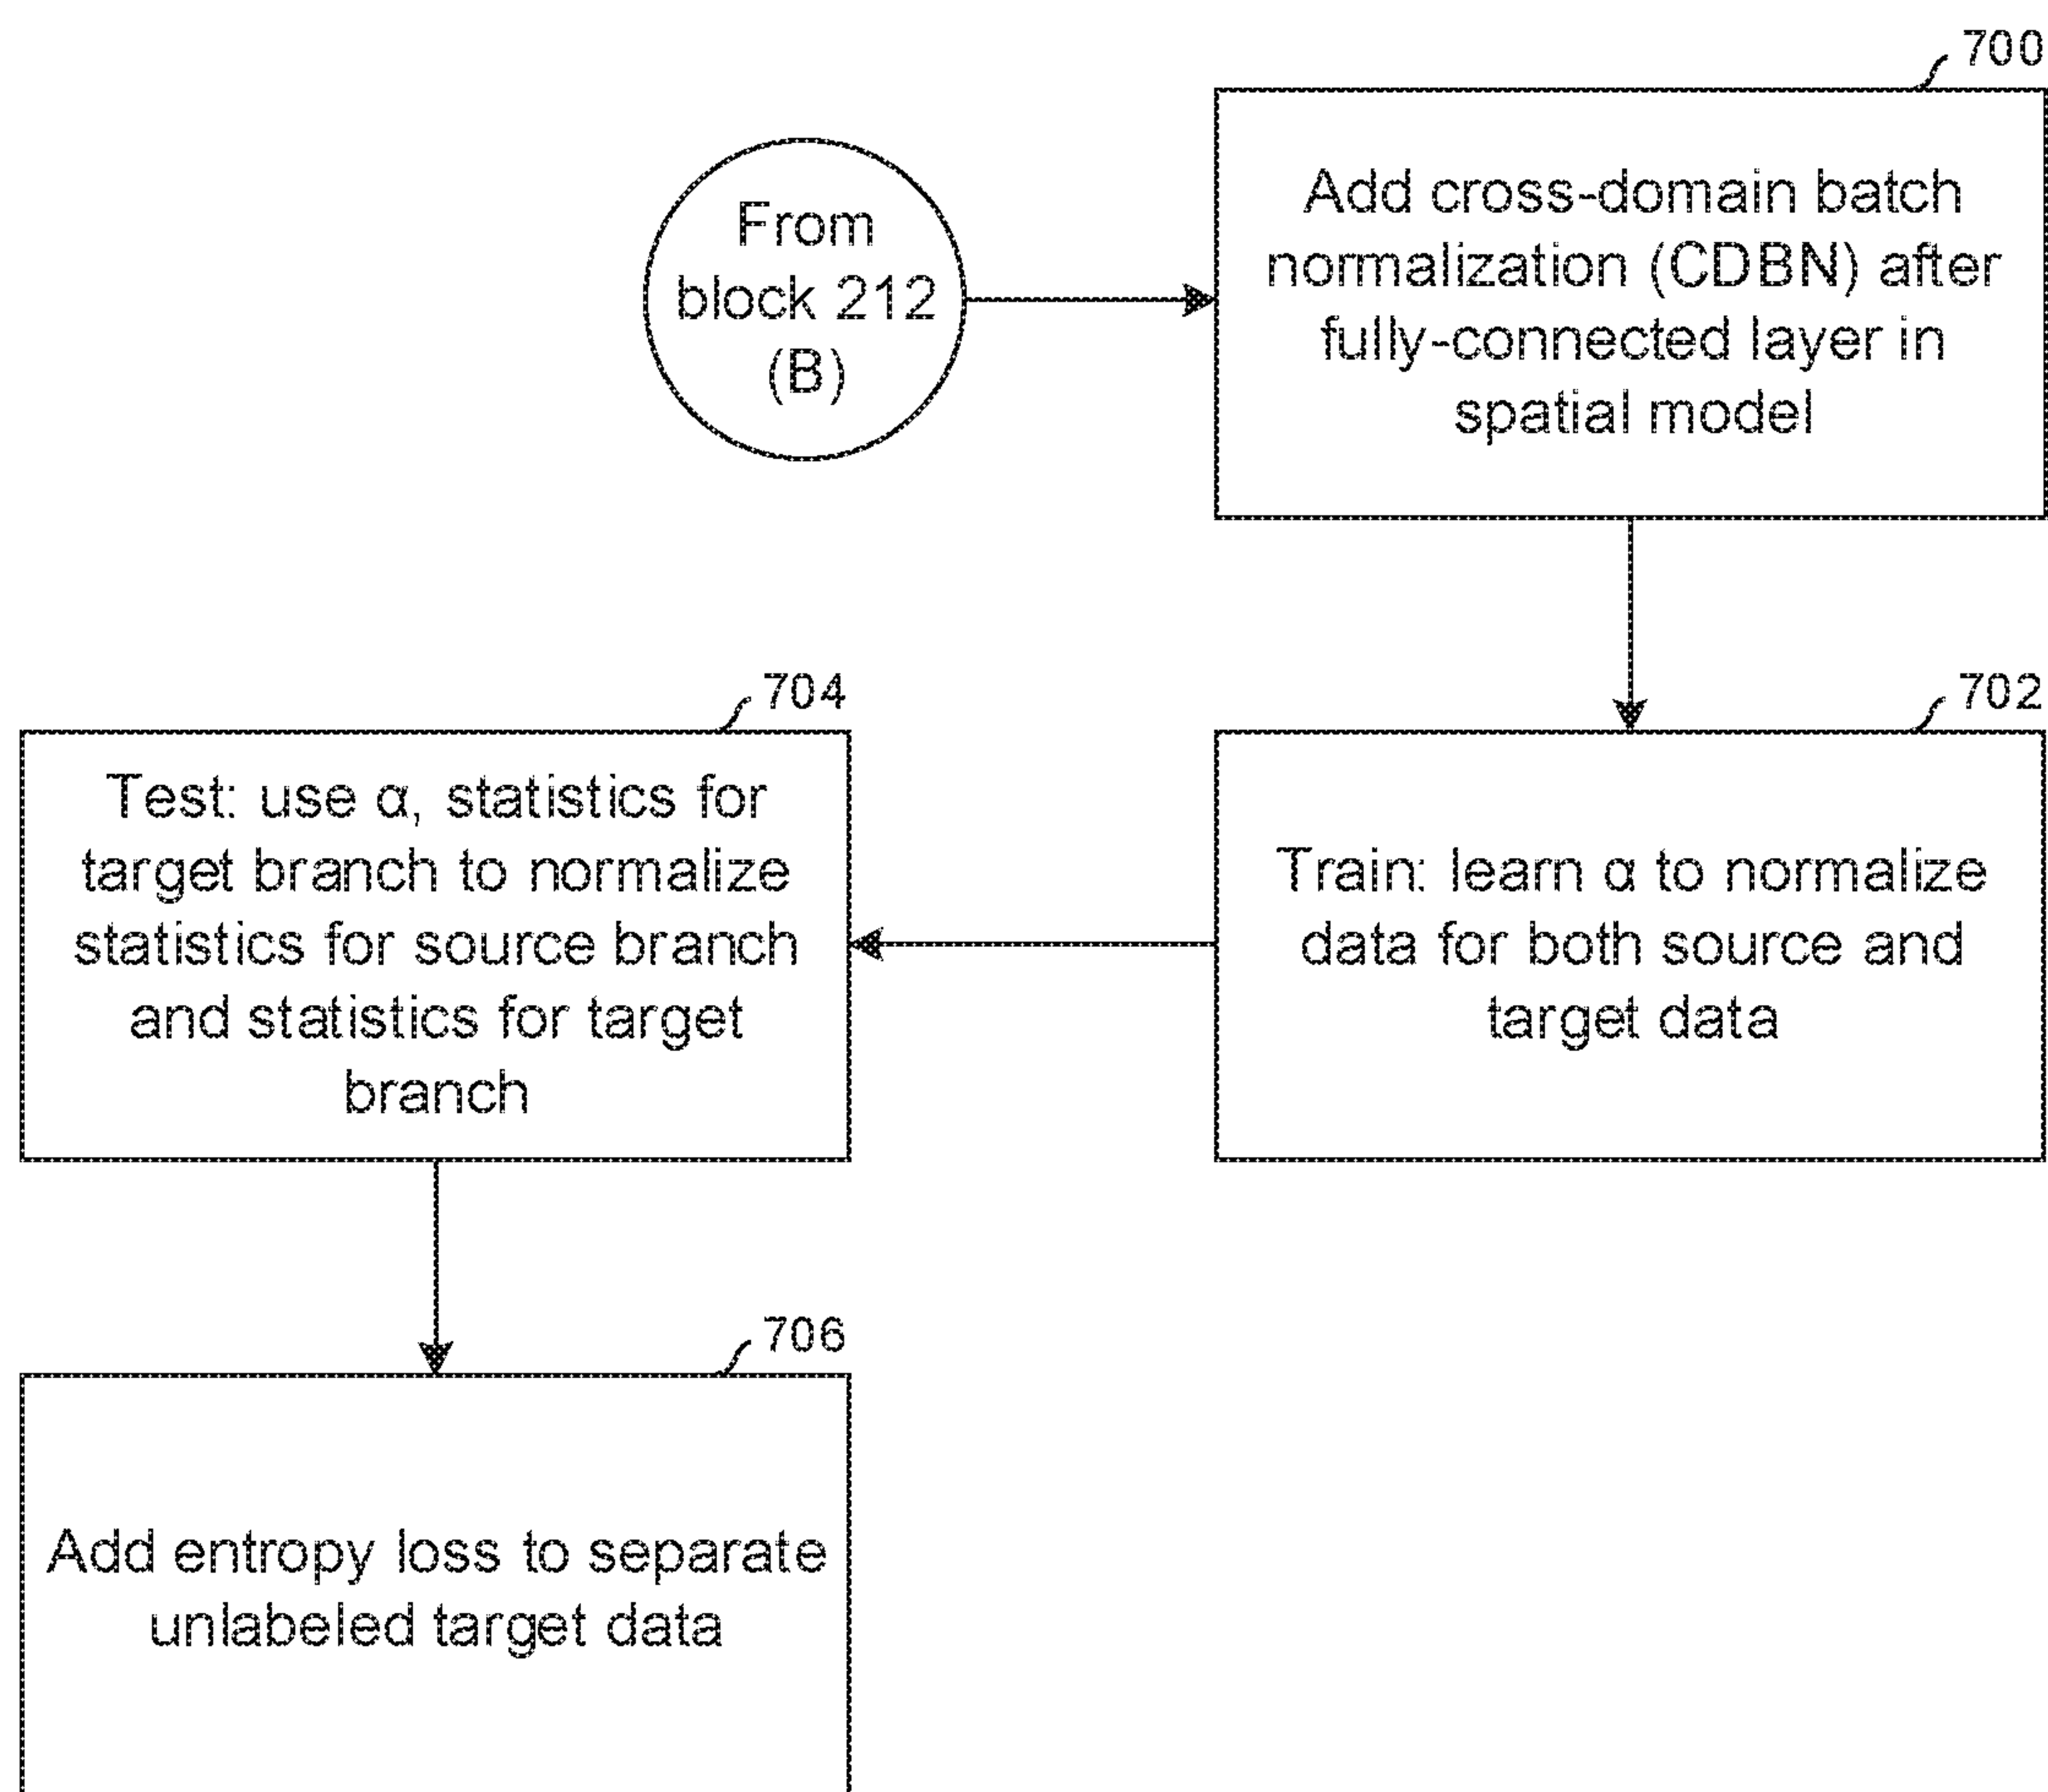 700
From
block 212
(B)
Add cross-domain batch
normalization (CDBN) after
fully-connected layer in
spatial model
702
Train: learn α to normalize
data for both source and
target data
704
Test: use α, statistics for
target branch to normalize
statistics for source branch
and statistics for target
branch
706
Add entropy loss to separate
unlabeled target data